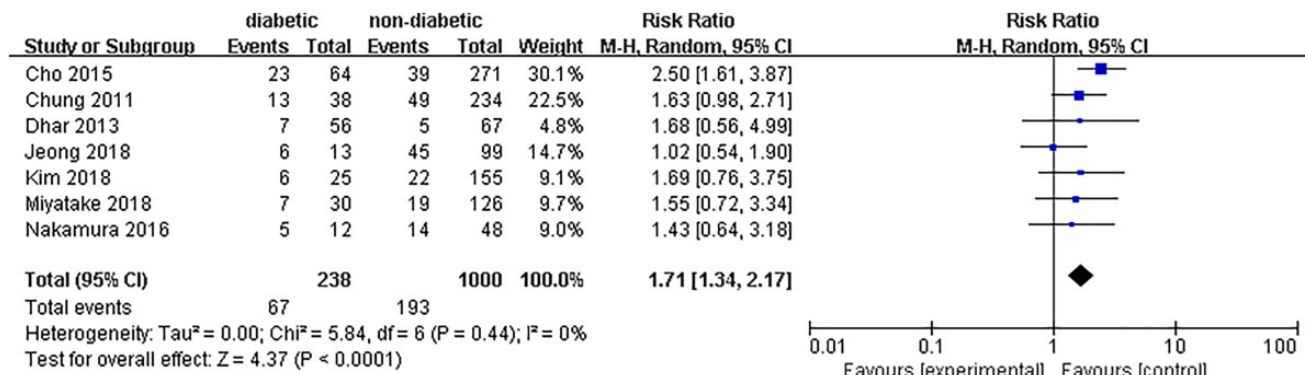 diabetic non-diabetic Risk Ratio Risk Ratio
Study or Subgroup Events Total Events Total Weight M-H, Random, 95% CI M-H, Random, 95% CI
Cho 2015 23 64 39 271 30.1% 2.50 [1.61, 3.87]
Chung 2011 13 38 49 234 22.5% 1.63 [0.98, 2.71]
Dhar 2013 7 56 5 67 4.8% 1.68 [0.56, 4.99]
Jeong 2018 6 13 45 99 14.7% 1.02 [0.54, 1.90]
Kim 2018 6 25 22 155 9.1% 1.69 [0.76, 3.75]
Miyatake 2018 7 30 19 126 9.7% 1.55 [0.72, 3.34]
Nakamura 2016 5 12 14 48 9.0% 1.43 [0.64, 3.18]
Total (95% CI) 238 1000 100.0% 1.71 [1.34, 2.17]
Total events 67 193
Heterogeneity: Tau² = 0.00; Chi² = 5.84, df = 6 (P = 0.44); I² = 0%
Test for overall effect: Z = 4.37 (P < 0.0001)
0.01 0.1 1 10 100
Favours [experimental] Favours [control]